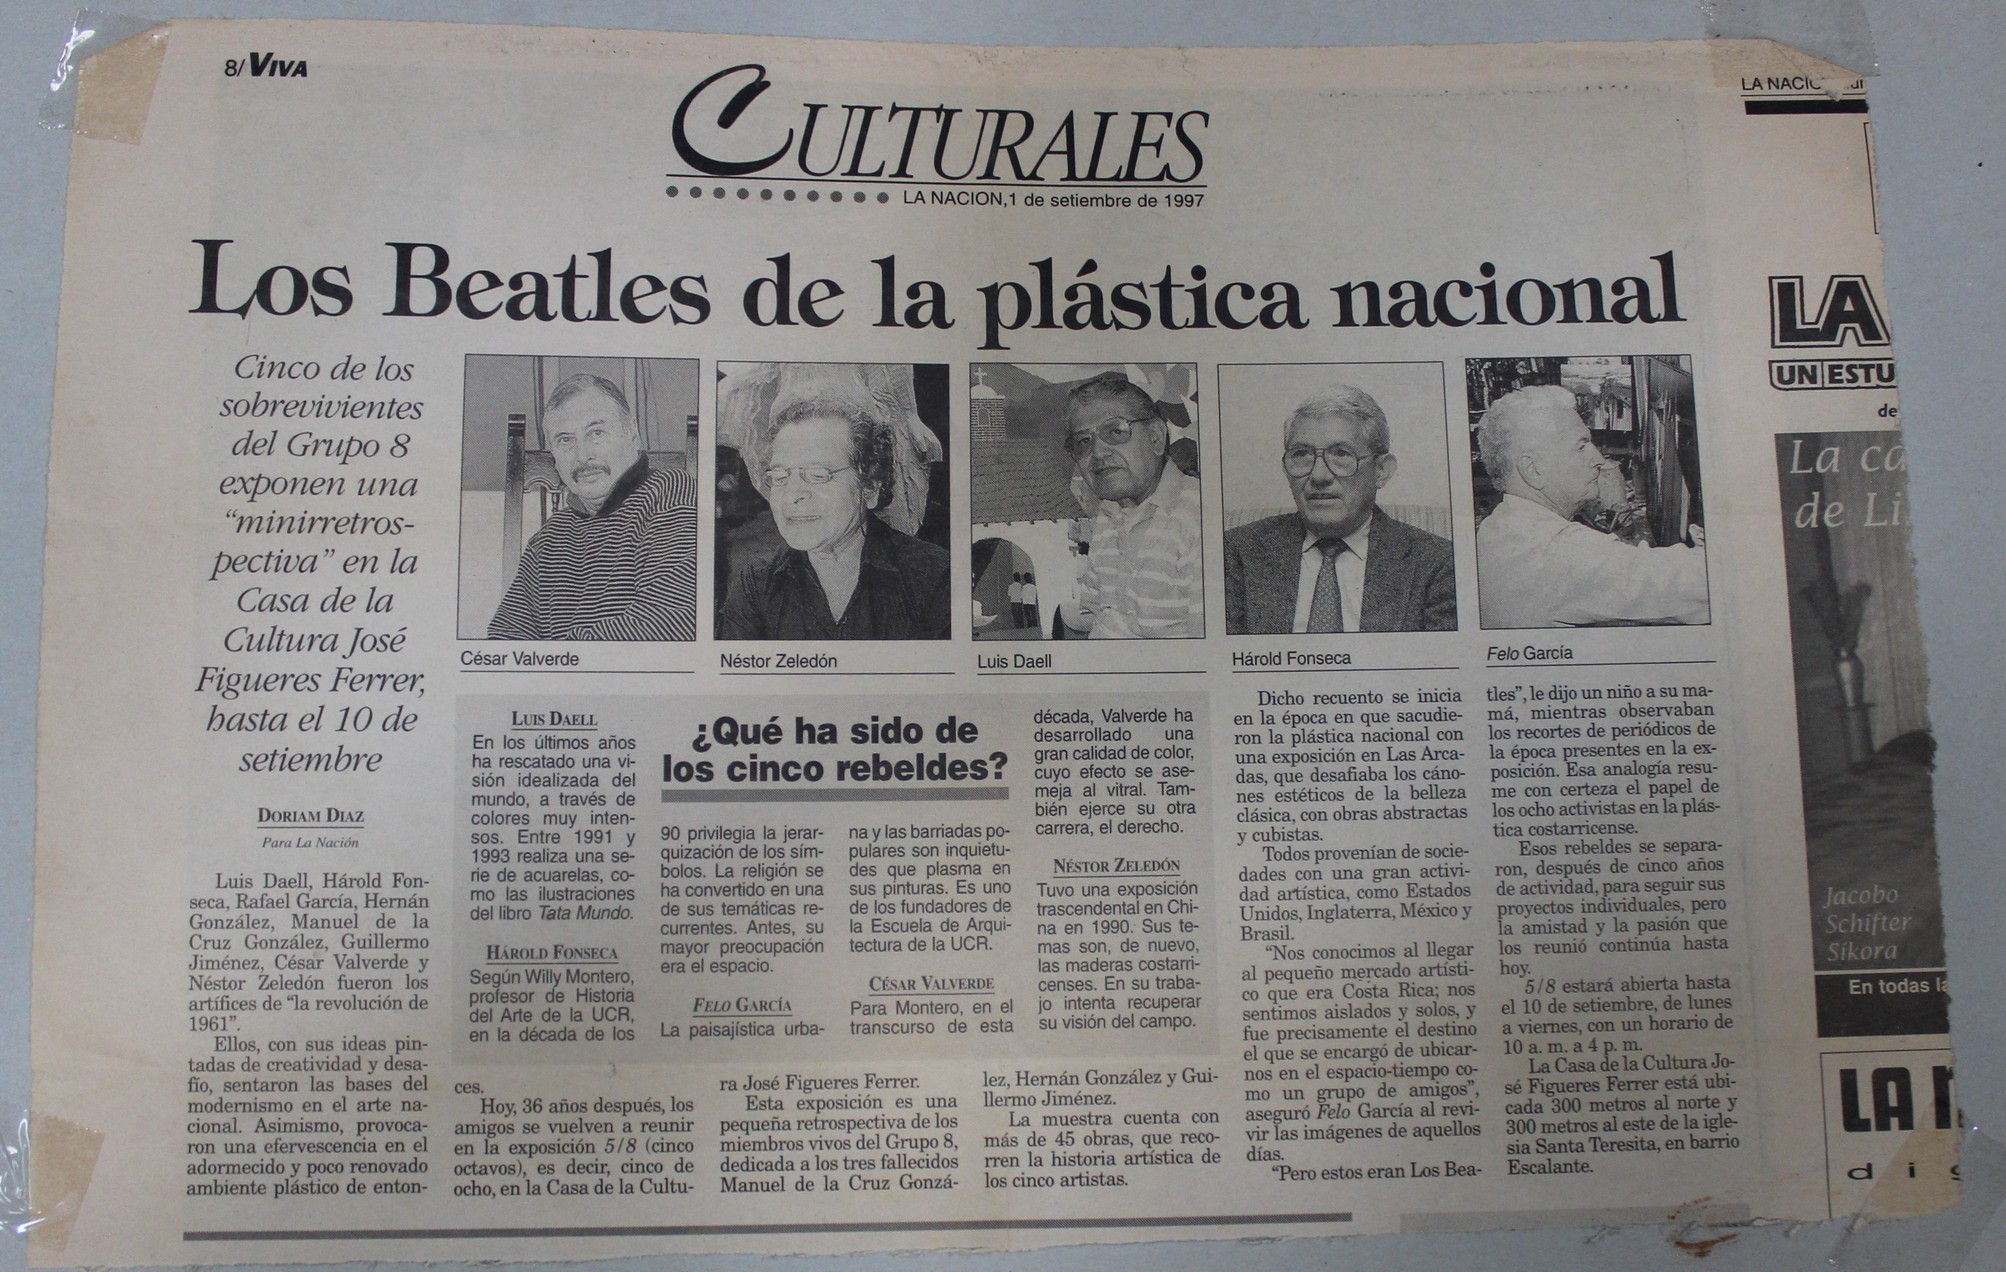 8/ VIVA
CULTURALES
LA NACION,1 de setiembre de 1997
Los Beatles de la plástica nacional
Cinco de los
sobrevivientes
del Grupo 8
exponen una
“minirretros-
pectiva” en la
Casa de la
Cultura José
Figueres Ferrer,
hasta el 10 de
setiembre
DORIAM DIAZ
Para La Nación
Luis Daell, Hárold Fon-
seca, Rafael García, Hernán
González, Manuel de la
Cruz González, Guillermo
Jiménez, César Valverde y
Néstor Zeledón fueron los
artífices de “la revolución de
1961”.
Ellos, con sus ideas pin-
tadas de creatividad y desa-
fío, sentaron las bases del
modernismo en el arte na-
cional. Asimismo, provoca-
ron una efervescencia en el
adormecido y poco renovado
ambiente plástico de enton-
César Valverde
Néstor Zeledón
Luis Daell
Hárold Fonseca
Felo García
¿Qué ha sido de
los cinco rebeldes?
LUIS DAELL
En los últimos años
ha rescatado una vi-
sión idealizada del
mundo, a través de
colores muy inten-
sos. Entre 1991 y
1993 realiza una se-
rie de acuarelas, co-
mo las ilustraciones
del libro Tata Mundo.
HÁROLD FONSECA
Según Willy Montero,
profesor de Historia
del Arte de la UCR,
en la década de los
90 privilegia la jerar-
quización de los sím-
bolos. La religión se
ha convertido en una
de sus temáticas re-
currentes. Antes, su
mayor preocupación
era el espacio.
FELO GARCÍA
La paisajística urba-
na y las barriadas po-
pulares son inquietu-
des que plasma en
sus pinturas. Es uno
de los fundadores de
la Escuela de Arqui-
tectura de la UCR.
CÉSAR VALVERDE
Para Montero, en el
transcurso de esta
década, Valverde ha
desarrollado una
gran calidad de color,
cuyo efecto se ase-
meja al vitral. Tam-
bién ejerce su otra
carrera, el derecho.
NÉSTOR ZELEDÓN
Tuvo una exposición
trascendental en Chi-
na en 1990. Sus te-
mas son, de nuevo,
las maderas costarri-
censes. En su traba-
jo intenta recuperar
su visión del campo.
ces.
Hoy, 36 años después, los
amigos se vuelven a reunir
en la exposición 5/8 (cinco
octavos), es decir, cinco de
ocho, en la Casa de la Cultu-
ra José Figueres Ferrer.
Esta exposición es una
pequeña retrospectiva de los
miembros vivos del Grupo 8,
dedicada a los tres fallecidos
Manuel de la Cruz Gonzá-
lez, Hernán González y Gui-
llermo Jiménez.
La muestra cuenta con
más de 45 obras, que reco-
rren la historia artística de
los cinco artistas.
Dicho recuento se inicia
en la época en que sacudie-
ron la plástica nacional con
una exposición en Las Arca-
das, que desafiaba los cáno-
nes estéticos de la belleza
clásica, con obras abstractas
y cubistas.
Todos provenían de socie-
dades con una gran activi-
dad artística, como Estados
Unidos, Inglaterra, México y
Brasil.
“Nos conocimos al llegar
al pequeño mercado artísti-
co que era Costa Rica; nos
sentimos aislados y solos, y
fue precisamente el destino
el que se encargó de ubicar-
nos en el espacio-tiempo co-
mo un grupo de amigos”,
aseguró Felo García al revi-
vir las imágenes de aquellos
días.
“Pero estos eran Los Bea-
tles”, le dijo un niño a su ma-
má, mientras observaban
los recortes de periódicos de
la época presentes en la ex-
posición. Esa analogía resu-
me con certeza el papel de
los ocho activistas en la plás-
tica costarricense.
Esos rebeldes se separa-
ron, después de cinco años
de actividad, para seguir sus
proyectos individuales, pero
la amistad y la pasión que
los reunió continúa hasta
hoy.
5/8 estará abierta hasta
el 10 de setiembre, de lunes
a viernes, con un horario de
10 a. m. a 4 p. m.
La Casa de la Cultura Jo-
sé Figueres Ferrer está ubi-
cada 300 metros al norte y
300 metros al este de la igle-
sia Santa Teresita, en barrio
Escalante.
LA NACI
LA
UN ESTU
de
La ca
de Li
Jacobo
Schifter
Síkora
En todas la
LA
d i